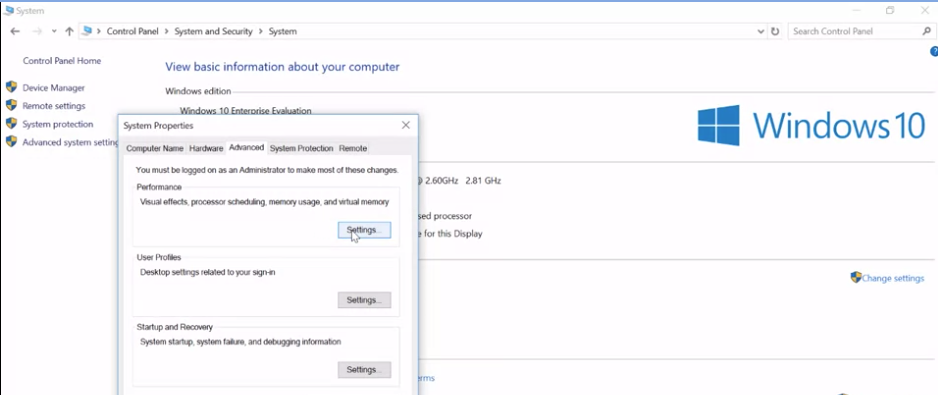 System
Control Panel > System and Security > System
Search Control Panel
Control Panel Home
Device Manager
Remote settings
System protection
Advanced system setting
View basic information about your computer
Windows edition
Windows 10 Enterprise Evaluation
Windows 10
System Properties
Computer Name Hardware Advanced System Protection Remote
You must be logged on as an Administrator to make most of these changes.
Performance
Visual effects, processor scheduling, memory usage, and virtual memory
Settings...
User Profiles
Desktop settings related to your sign-in
Settings...
Startup and Recovery
System startup, system failure, and debugging information
Settings...
2.60GHz 2.81 GHz
sed processor
e for this Display
Change settings
rms